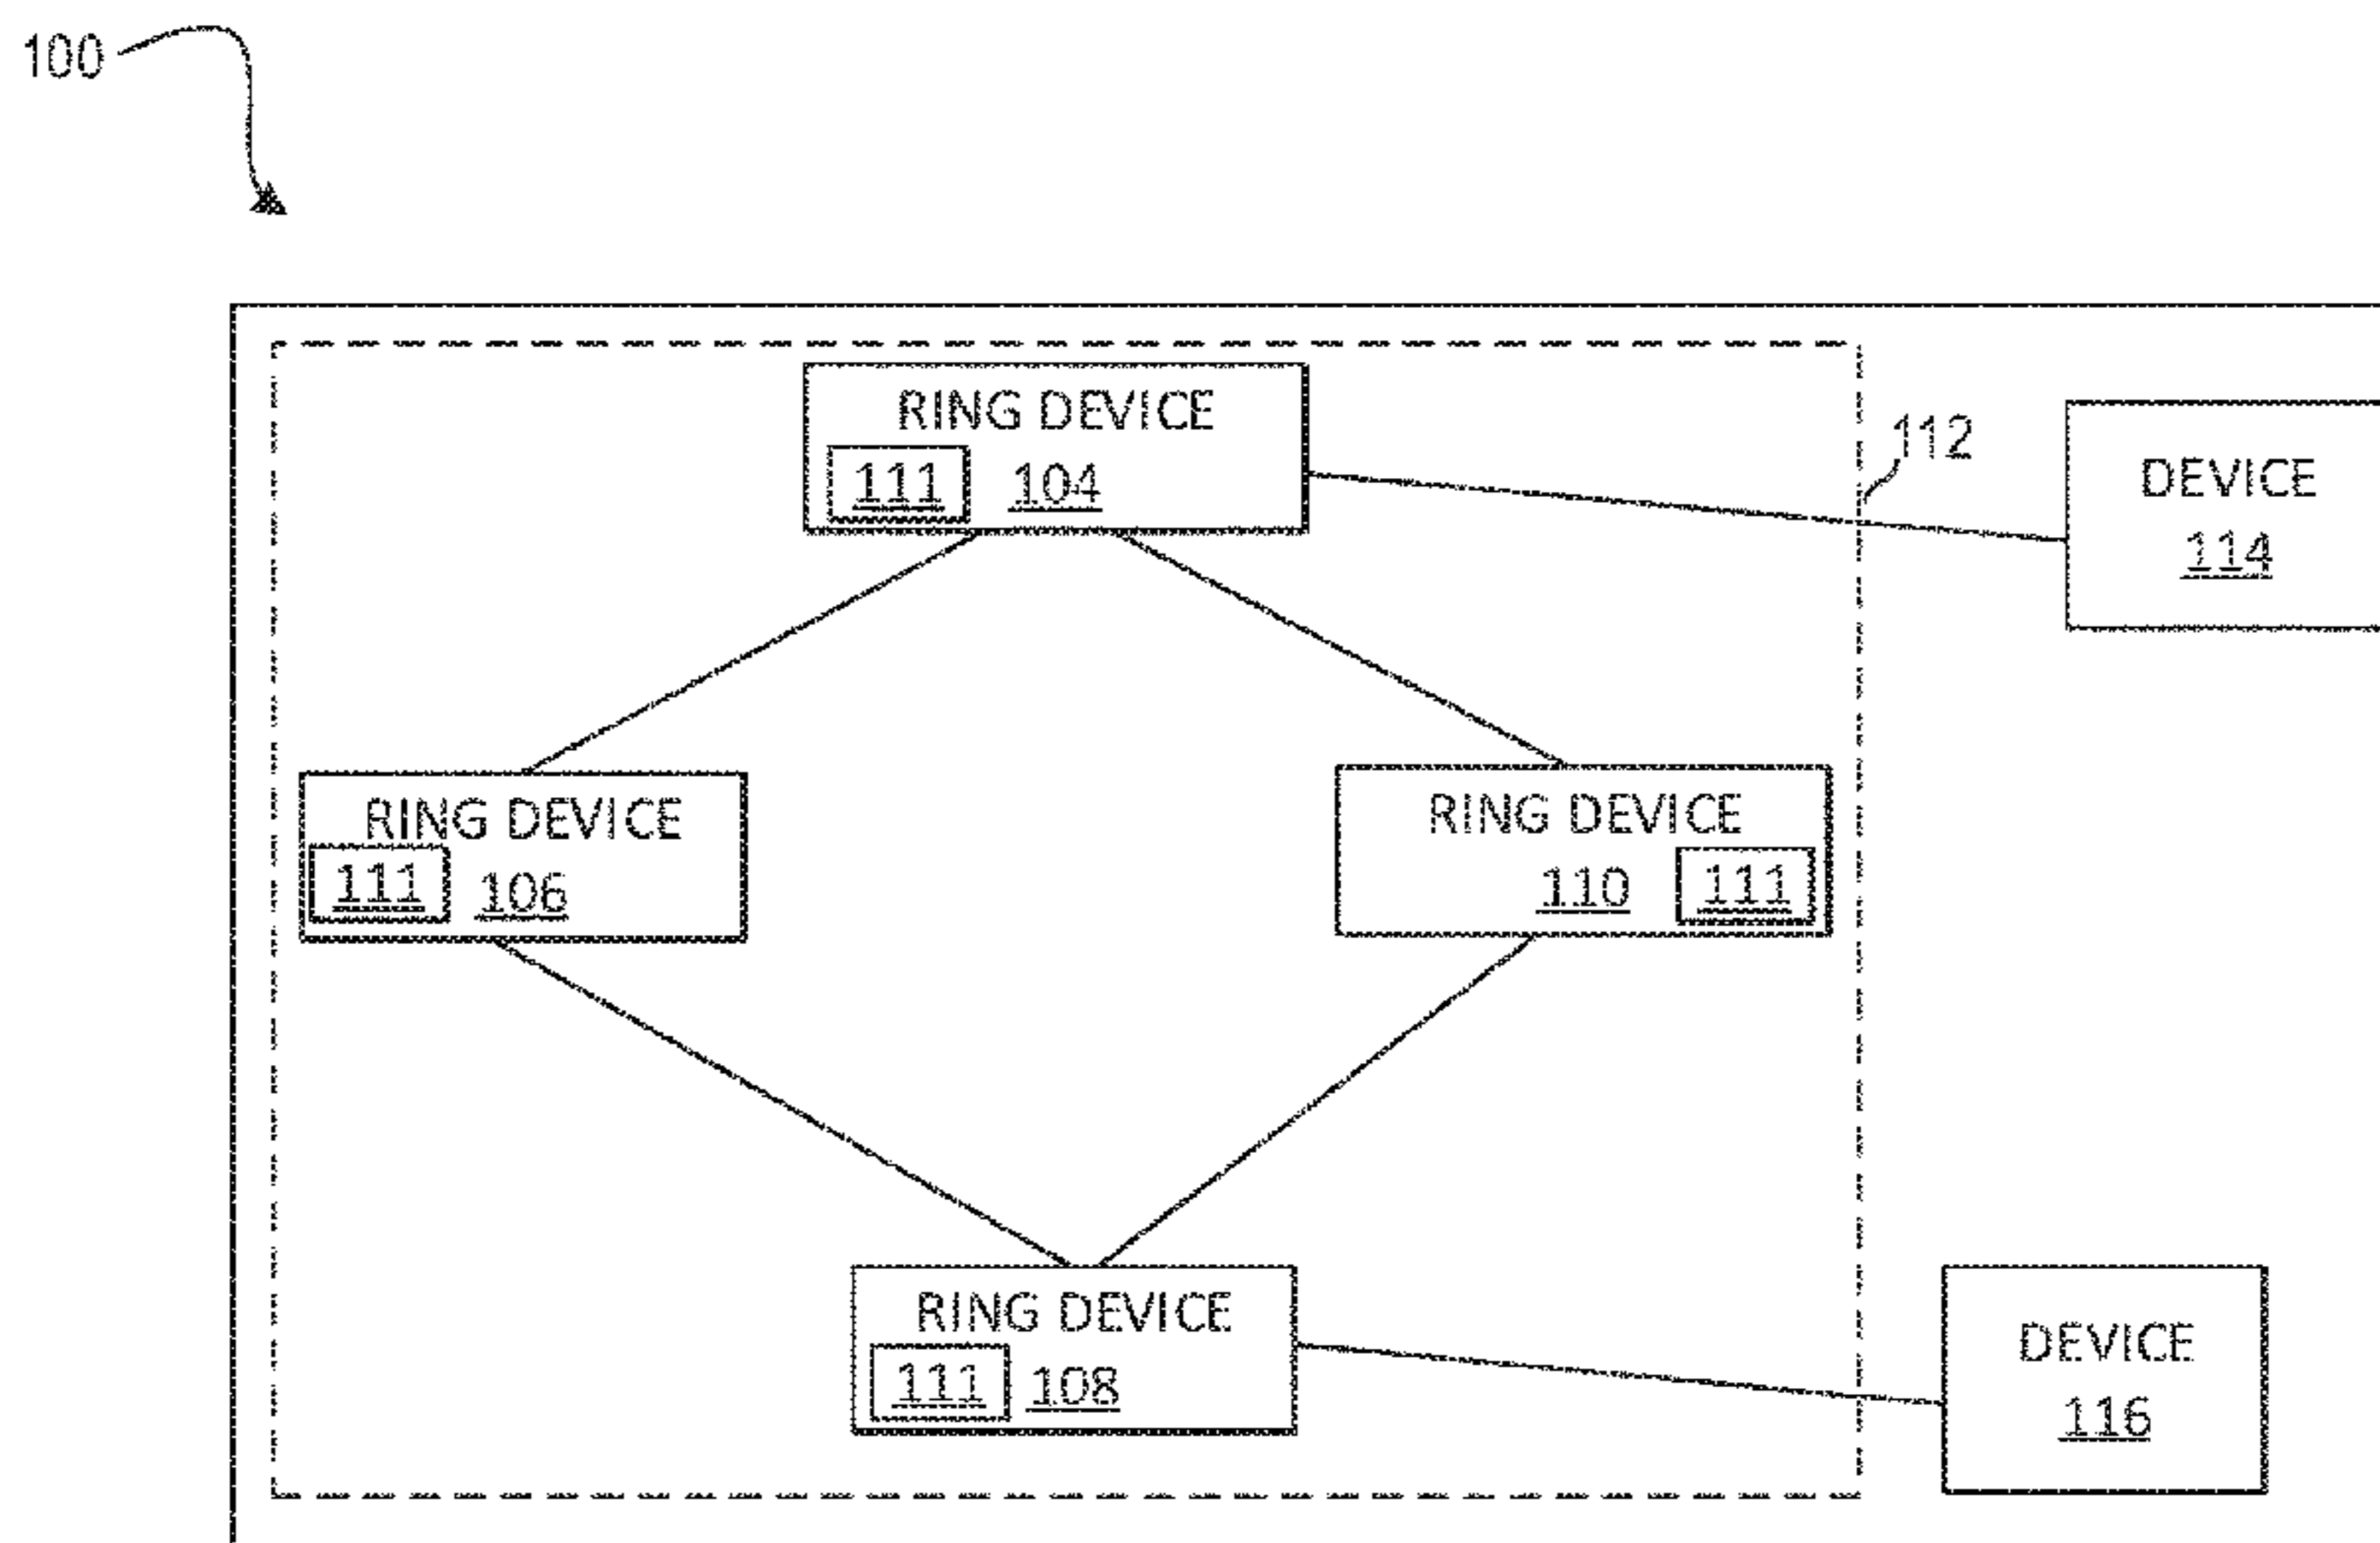 100
RING DEVICE
111 104
112
DEVICE
114
RING DEVICE
111 106
RING DEVICE
110 111
RING DEVICE
111 108
DEVICE
116